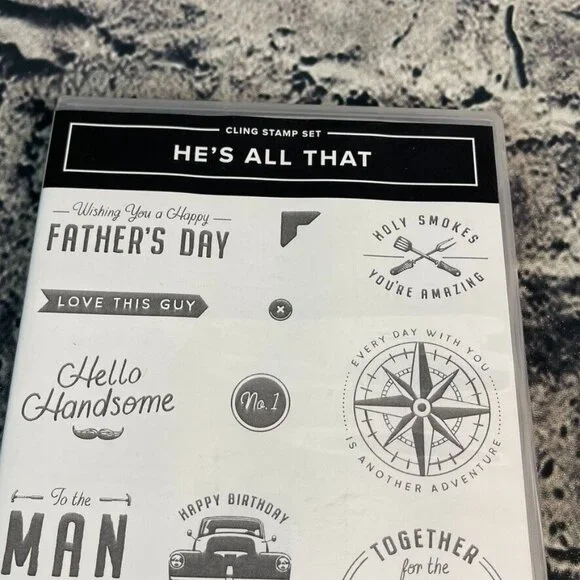 CLING STAMP SET
HE'S ALL THAT
Wishing You a Happy
FATHER'S DAY
HOLY SMOKES
YOU'RE AMAZING
LOVE THIS GUY
Hello
Handsome
No. 1
EVERY DAY WITH YOU
IS ANOTHER ADVENTURE
To the
MAN
HAPPY BIRTHDAY
TOGETHER
for the